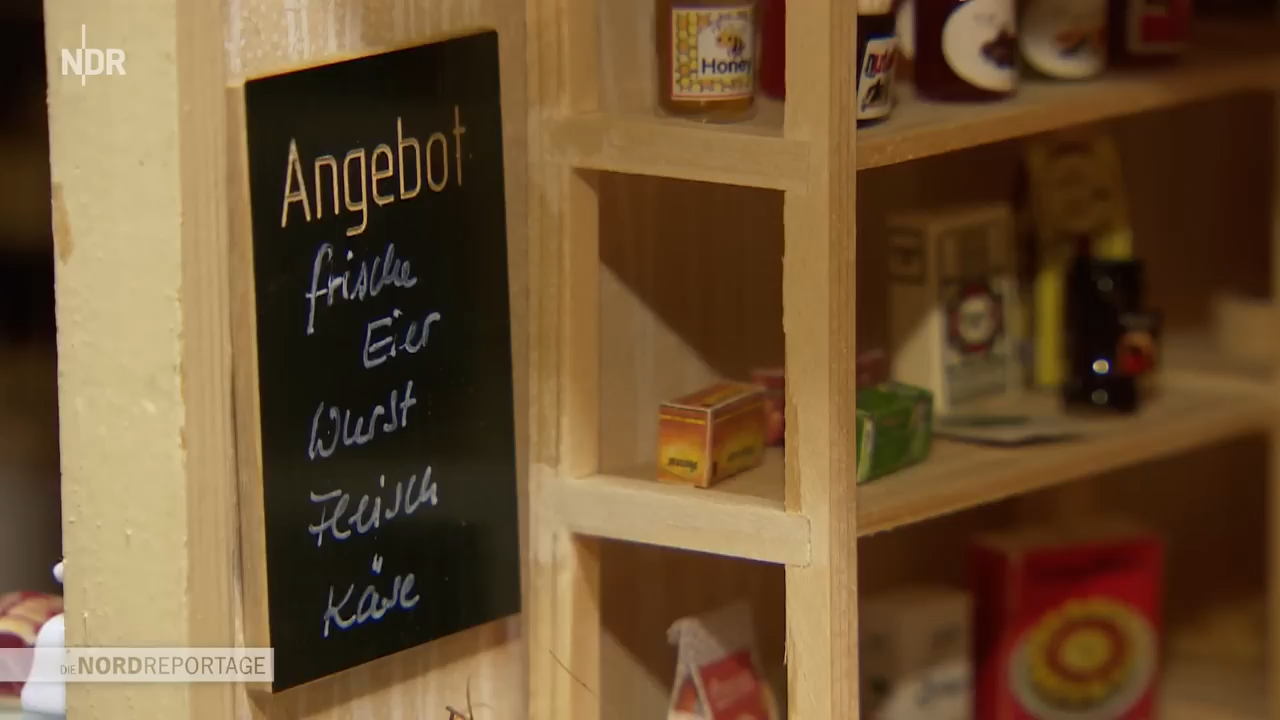 NDR
Angebot
frische
Eier
Wurst
Fleisch
Käse
Honey
DIE NORDREPORTAGE